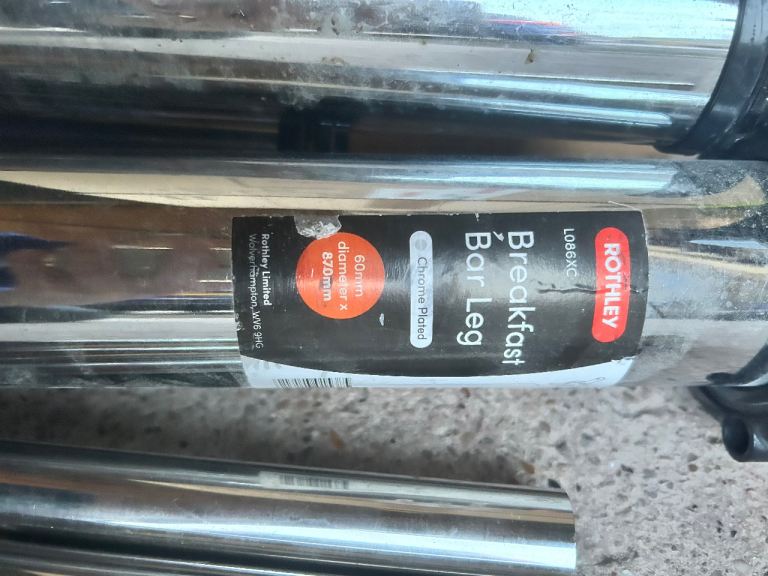 ROTHLEY
L086XC
Breakfast
Bar Leg
Chrome Plated
60mm
diameter x
870mm
Rothley Limited
Wolverhampton, WV6 9HG